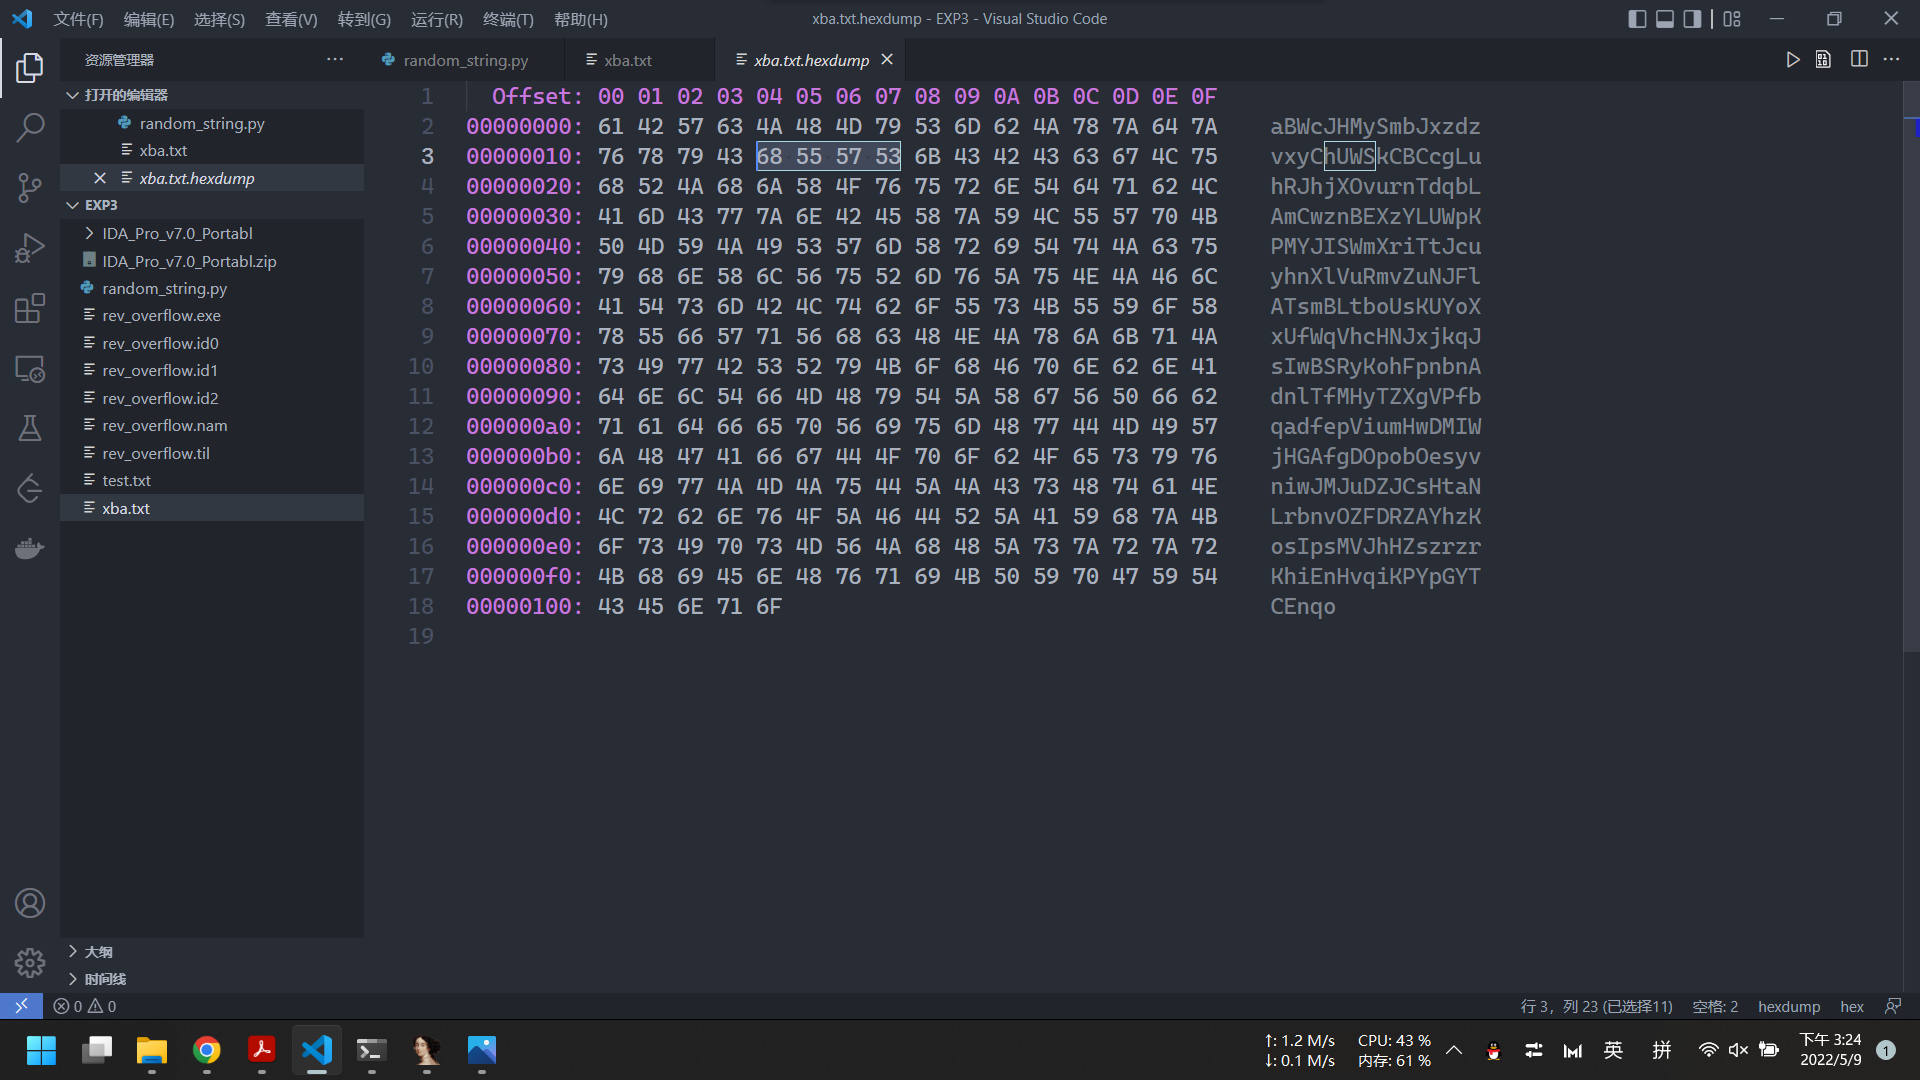 文件(F) 编辑(E) 选择(S) 查看(V) 转到(G) 运行(R) 终端(T) 帮助(H) xba.txt.hexdump - EXP3 - Visual Studio Code
资源管理器
random_string.py xba.txt xba.txt.hexdump
打开的编辑器
random_string.py
xba.txt
xba.txt.hexdump
EXP3
IDA_Pro_v7.0_Portabl
IDA_Pro_v7.0_Portabl.zip
random_string.py
rev_overflow.exe
rev_overflow.id0
rev_overflow.id1
rev_overflow.id2
rev_overflow.nam
rev_overflow.til
test.txt
xba.txt
大纲
时间线
1 Offset: 00 01 02 03 04 05 06 07 08 09 0A 0B 0C 0D 0E 0F
2 00000000: 61 42 57 63 4A 48 4D 79 53 6D 62 4A 78 7A 64 7A aBWcJHMySmbJxzdz
3 00000010: 76 78 79 43 68 55 57 53 6B 43 42 43 63 67 4C 75 vxyChUWSkCBCcgLu
4 00000020: 68 52 4A 68 6A 58 4F 76 75 72 6E 54 64 71 62 4C hRJhjXOvurnTdqbL
5 00000030: 41 6D 43 77 7A 6E 42 45 58 7A 59 4C 55 57 70 4B AmCwznBEXzYLUWpK
6 00000040: 50 4D 59 4A 49 53 57 6D 58 72 69 54 74 4A 63 75 PMYJISWmXriTtJcu
7 00000050: 79 68 6E 58 6C 56 75 52 6D 76 5A 75 4E 4A 46 6C yhnXlVuRmvZuNJFl
8 00000060: 41 54 73 6D 42 4C 74 62 6F 55 73 4B 55 59 6F 58 ATsmBLtboUsKUYoX
9 00000070: 78 55 66 57 71 56 68 63 48 4E 4A 78 6A 6B 71 4A xUfWqVhcHNJxjkqJ
10 00000080: 73 49 77 42 53 52 79 4B 6F 68 46 70 6E 62 6E 41 sIwBSRyKohFpnbnA
11 00000090: 64 6E 6C 54 66 4D 48 79 54 5A 58 67 56 50 66 62 dnlTfMHyTZXgVPfb
12 000000a0: 71 61 64 66 65 70 56 69 75 6D 48 77 44 4D 49 57 qadfepViumHwDMIW
13 000000b0: 6A 48 47 41 66 67 44 4F 70 6F 62 4F 65 73 79 76 jHGAfgDOpobOesyv
14 000000c0: 6E 69 77 4A 4D 4A 75 44 5A 4A 43 73 48 74 61 4E niwJMJuDZJCsHtaN
15 000000d0: 4C 72 62 6E 76 4F 5A 46 44 52 5A 41 59 68 7A 4B LrbnvOZFDRZAYhzK
16 000000e0: 6F 73 49 70 73 4D 56 4A 68 48 5A 73 7A 72 7A 72 osIpsMVJhHZszrzr
17 000000f0: 4B 68 69 45 6E 48 76 71 69 4B 50 59 70 47 59 54 KhiEnHvqiKPYpGYT
18 00000100: 43 45 6E 71 6F CEnqo
19
0 0 行 3，列 23 (已选择11) 空格: 2 hexdump hex
↑: 1.2 M/s CPU: 43 %
↓: 0.1 M/s 内存: 61 %
英 拼
下午 3:24
2022/5/9
1